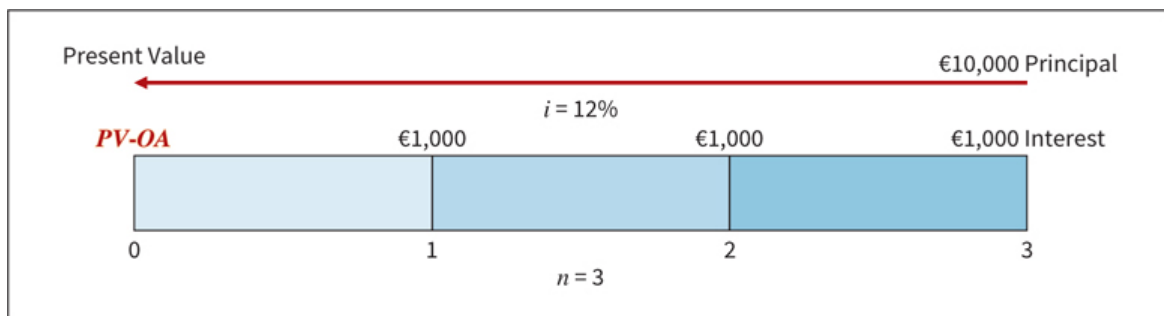 Present Value
€10,000 Principal
i = 12%
PV-OA €1,000 €1,000 €1,000 Interest
0 1 2 3
n = 3